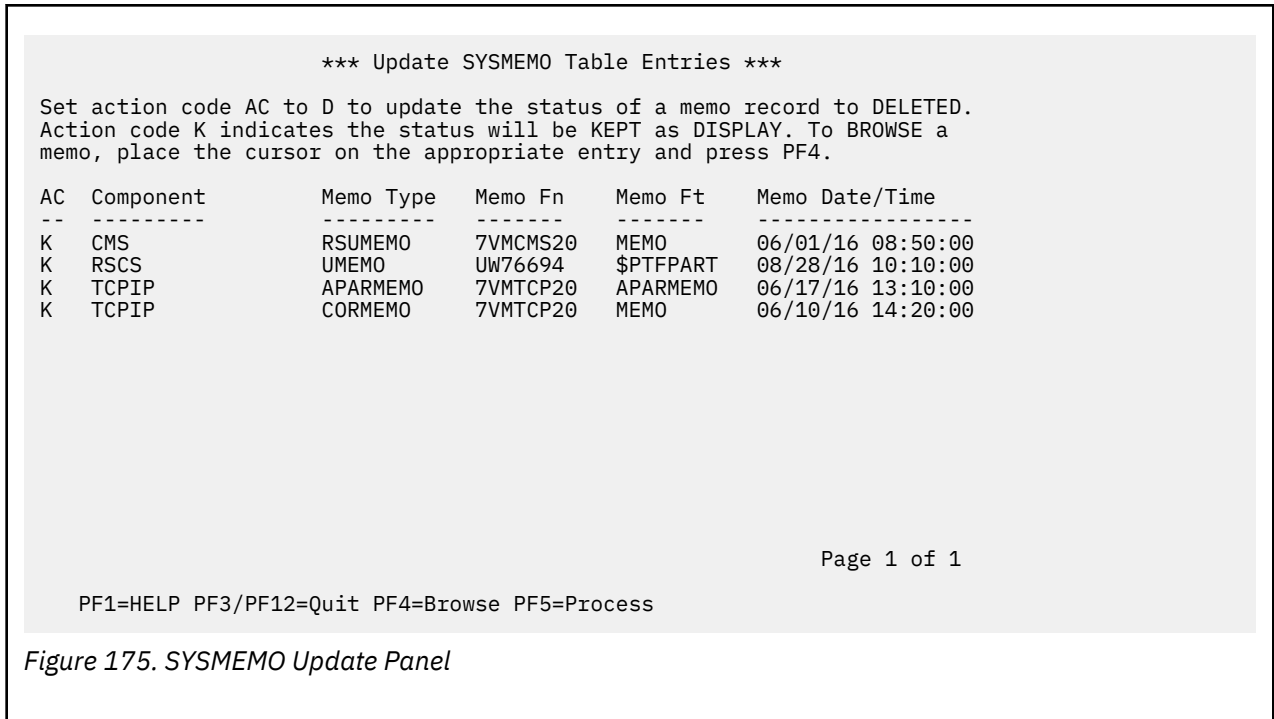 *** Update SYSMEMO Table Entries ***
Set action code AC to D to update the status of a memo record to DELETED.
Action code K indicates the status will be KEPT as DISPLAY. To BROWSE a
memo, place the cursor on the appropriate entry and press PF4.
AC Component Memo Type Memo Fn Memo Ft Memo Date/Time
-- --------- --------- ------- ------- -----------------
K CMS RSUMEMO 7VMCMS20 MEMO 06/01/16 08:50:00
K RSCS UMEMO UW76694 $PTFPART 08/28/16 10:10:00
K TCPIP APARMEMO 7VMTCP20 APARMEMO 06/17/16 13:10:00
K TCPIP CORMEMO 7VMTCP20 MEMO 06/10/16 14:20:00
Page 1 of 1
PF1=HELP PF3/PF12=Quit PF4=Browse PF5=Process
Figure 175. SYSMEMO Update Panel